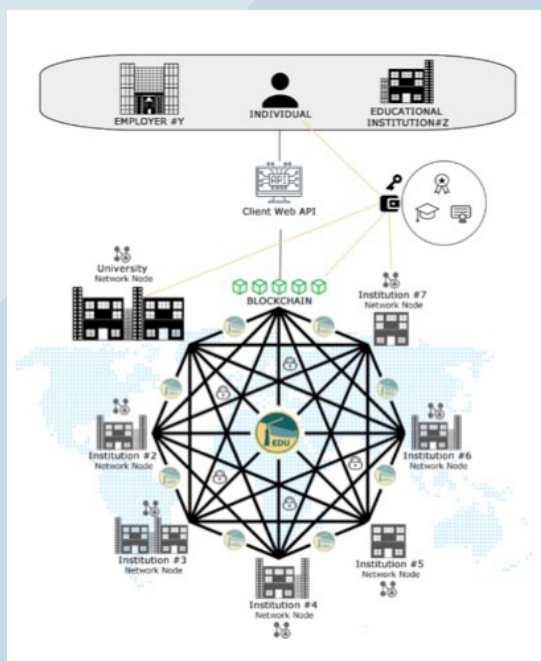 EMPLOYER #Y
INDIVIDUAL
EDUCATIONAL
INSTITUTION#Z
API
Client Web API
University
Network Node
BLOCKCHAIN
Institution #7
Network Node
Institution #2
Network Node
EDU
Institution #6
Network Node
Institution #3
Network Node
Institution #5
Network Node
Institution #4
Network Node